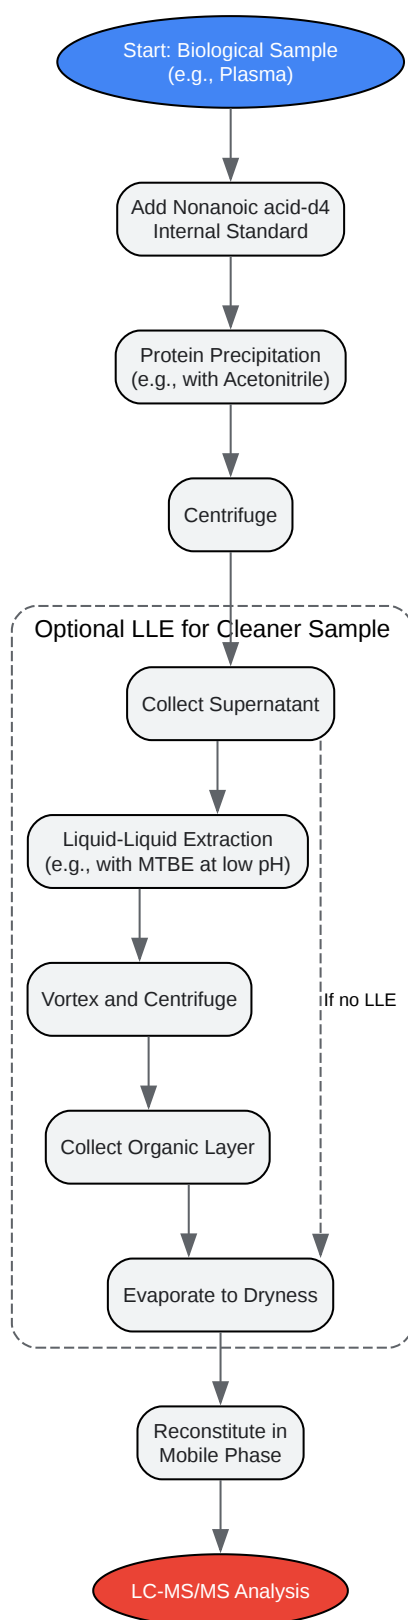 Start: Biological Sample
(e.g., Plasma)
Add Nonanoic acid-d4
Internal Standard
Protein Precipitation
(e.g., with Acetonitrile)
Centrifuge
Optional LLE for Cleaner Sample
Collect Supernatant
Liquid-Liquid Extraction
(e.g., with MTBE at low pH)
Vortex and Centrifuge
If no LLE
Collect Organic Layer
Evaporate to Dryness
Reconstitute in
Mobile Phase
LC-MS/MS Analysis